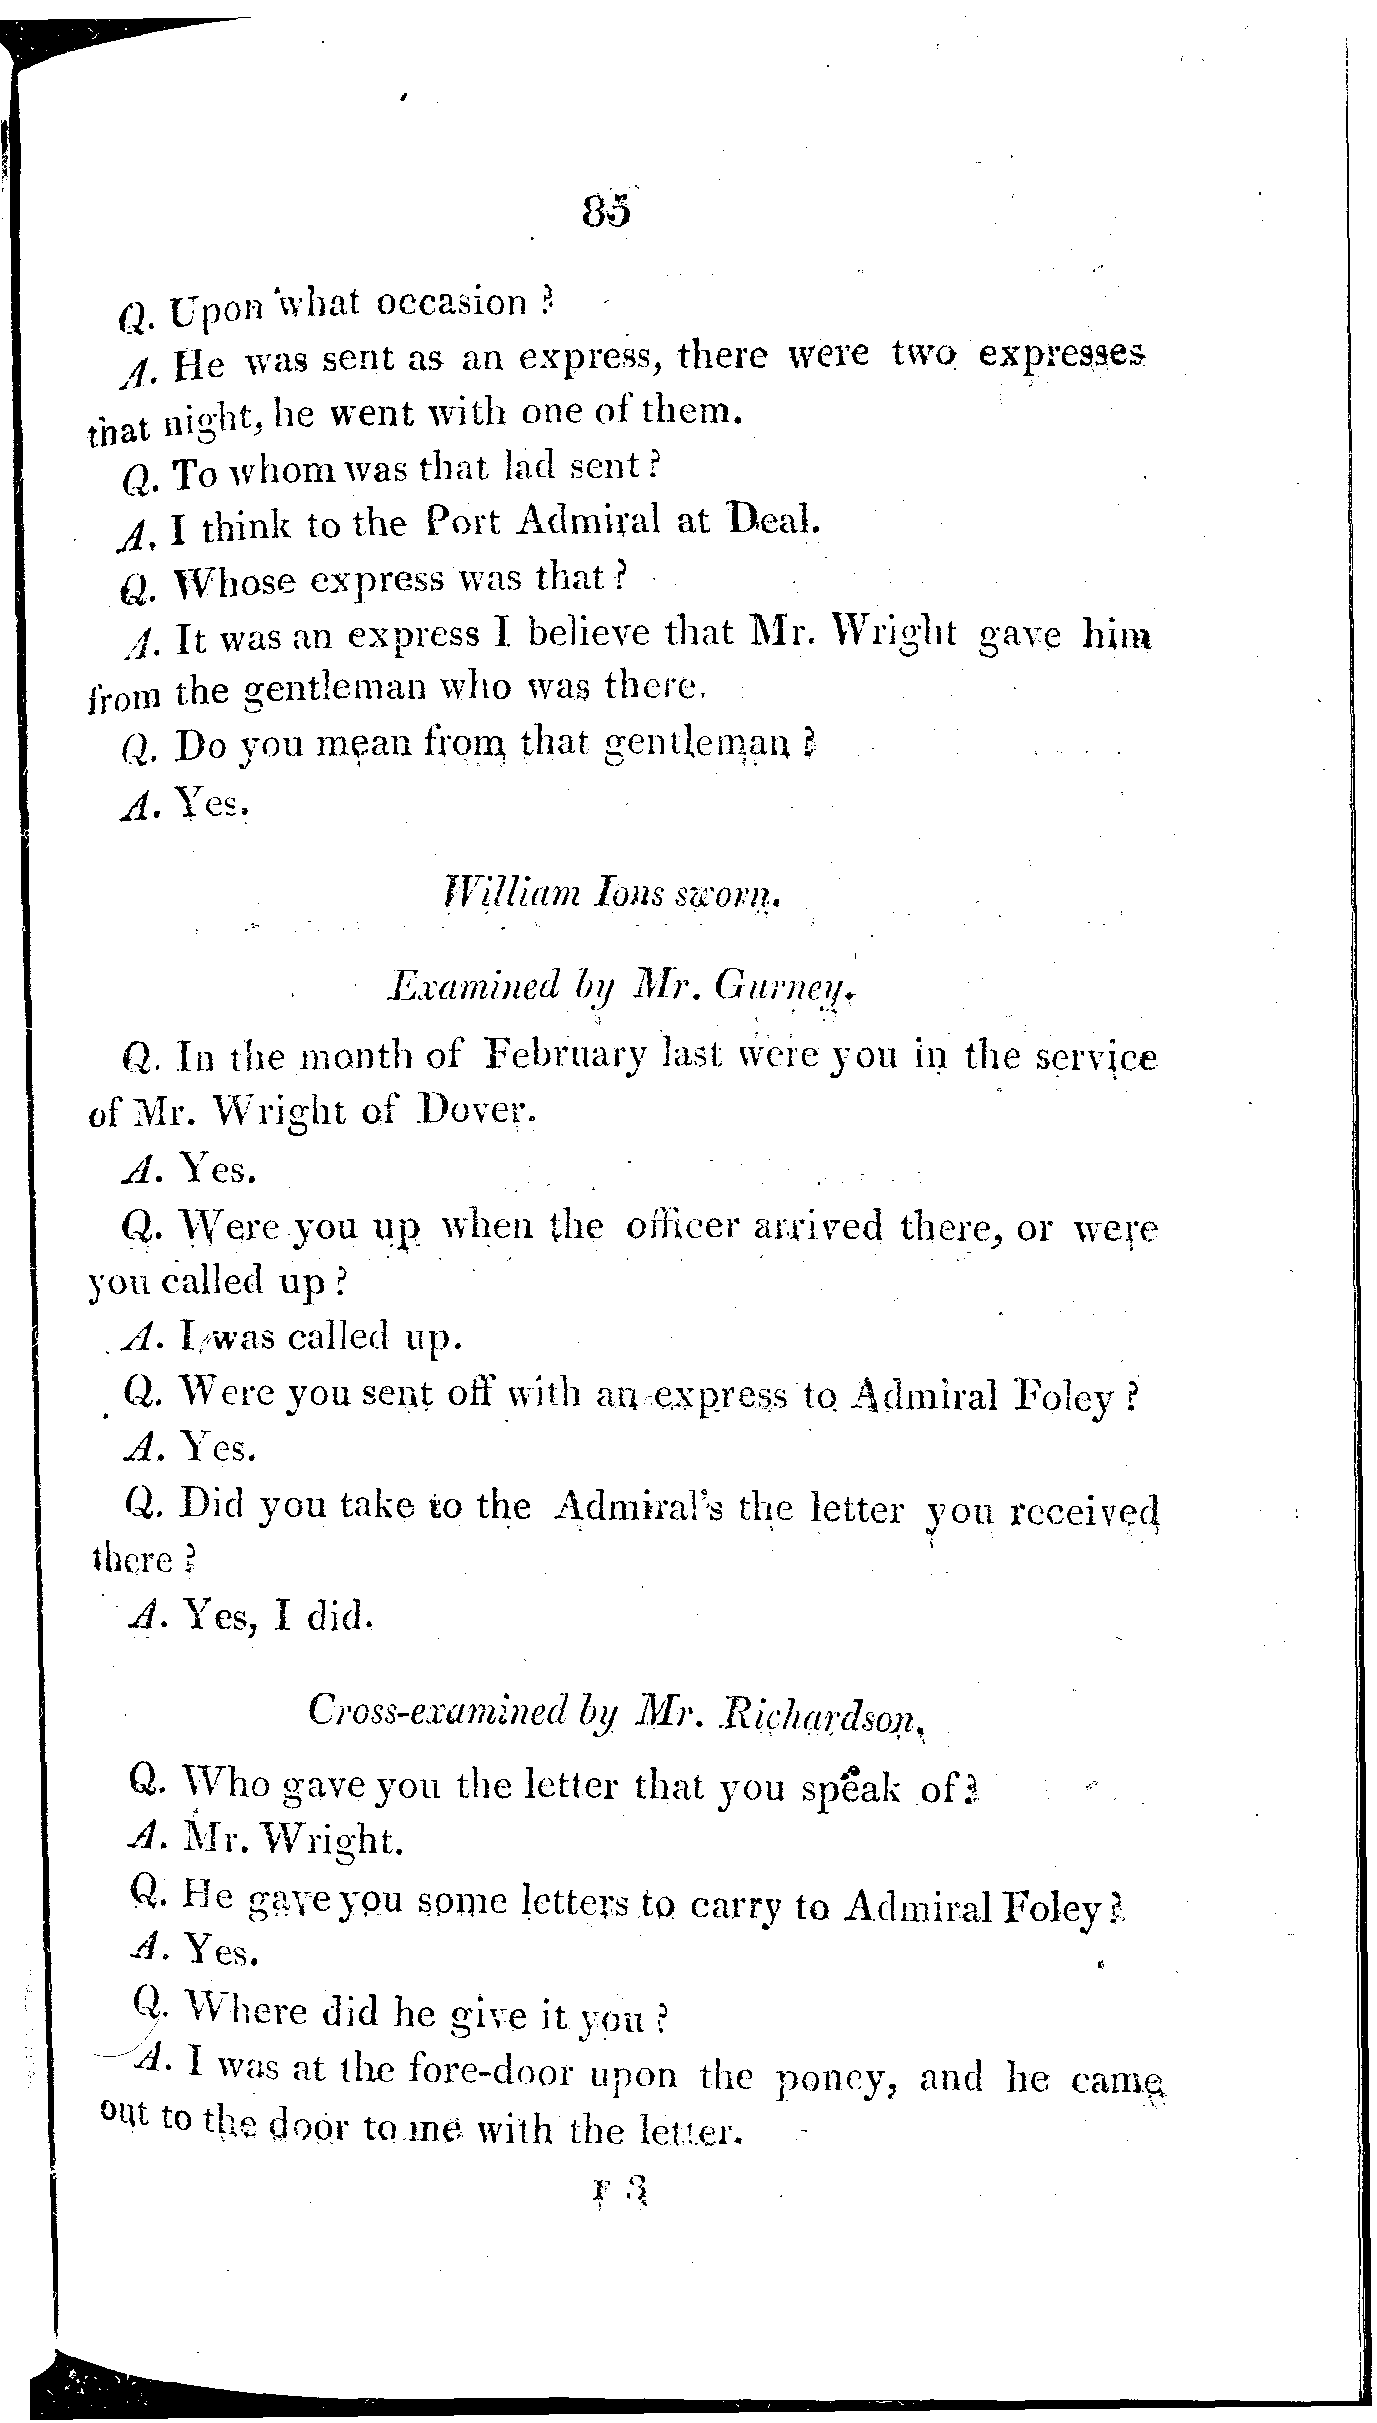 85
Q. Upon what occasion?
A. He was sent as an express, there were two expresses
that night, he went with one of them.
Q. To whom was that lad sent?
A. I think to the Port Admiral at Deal.
Q. Whose express was that?
A. It was an express I believe that Mr. Wright gave him
from the gentleman who was there.
Q. Do you mean from that gentleman?
A. Yes.
William Ions sworn.
Examined by Mr. Gurney.
Q. In the month of February last were you in the service
of Mr. Wright of Dover.
A. Yes.
Q. Were you up when the officer arrived there, or were
you called up?
A. I was called up.
Q. Were you sent off with an express to Admiral Foley?
A. Yes.
Q. Did you take to the Admiral's the letter you received
there?
A. Yes, I did.
Cross-examined by Mr. Richardson.
Q. Who gave you the letter that you speak of?
A. Mr. Wright.
Q. He gave you some letters to carry to Admiral Foley?
A. Yes.
Q. Where did he give it you?
A. I was at the fore-door upon the poney, and he came
out to the door to me with the letter.
F 3